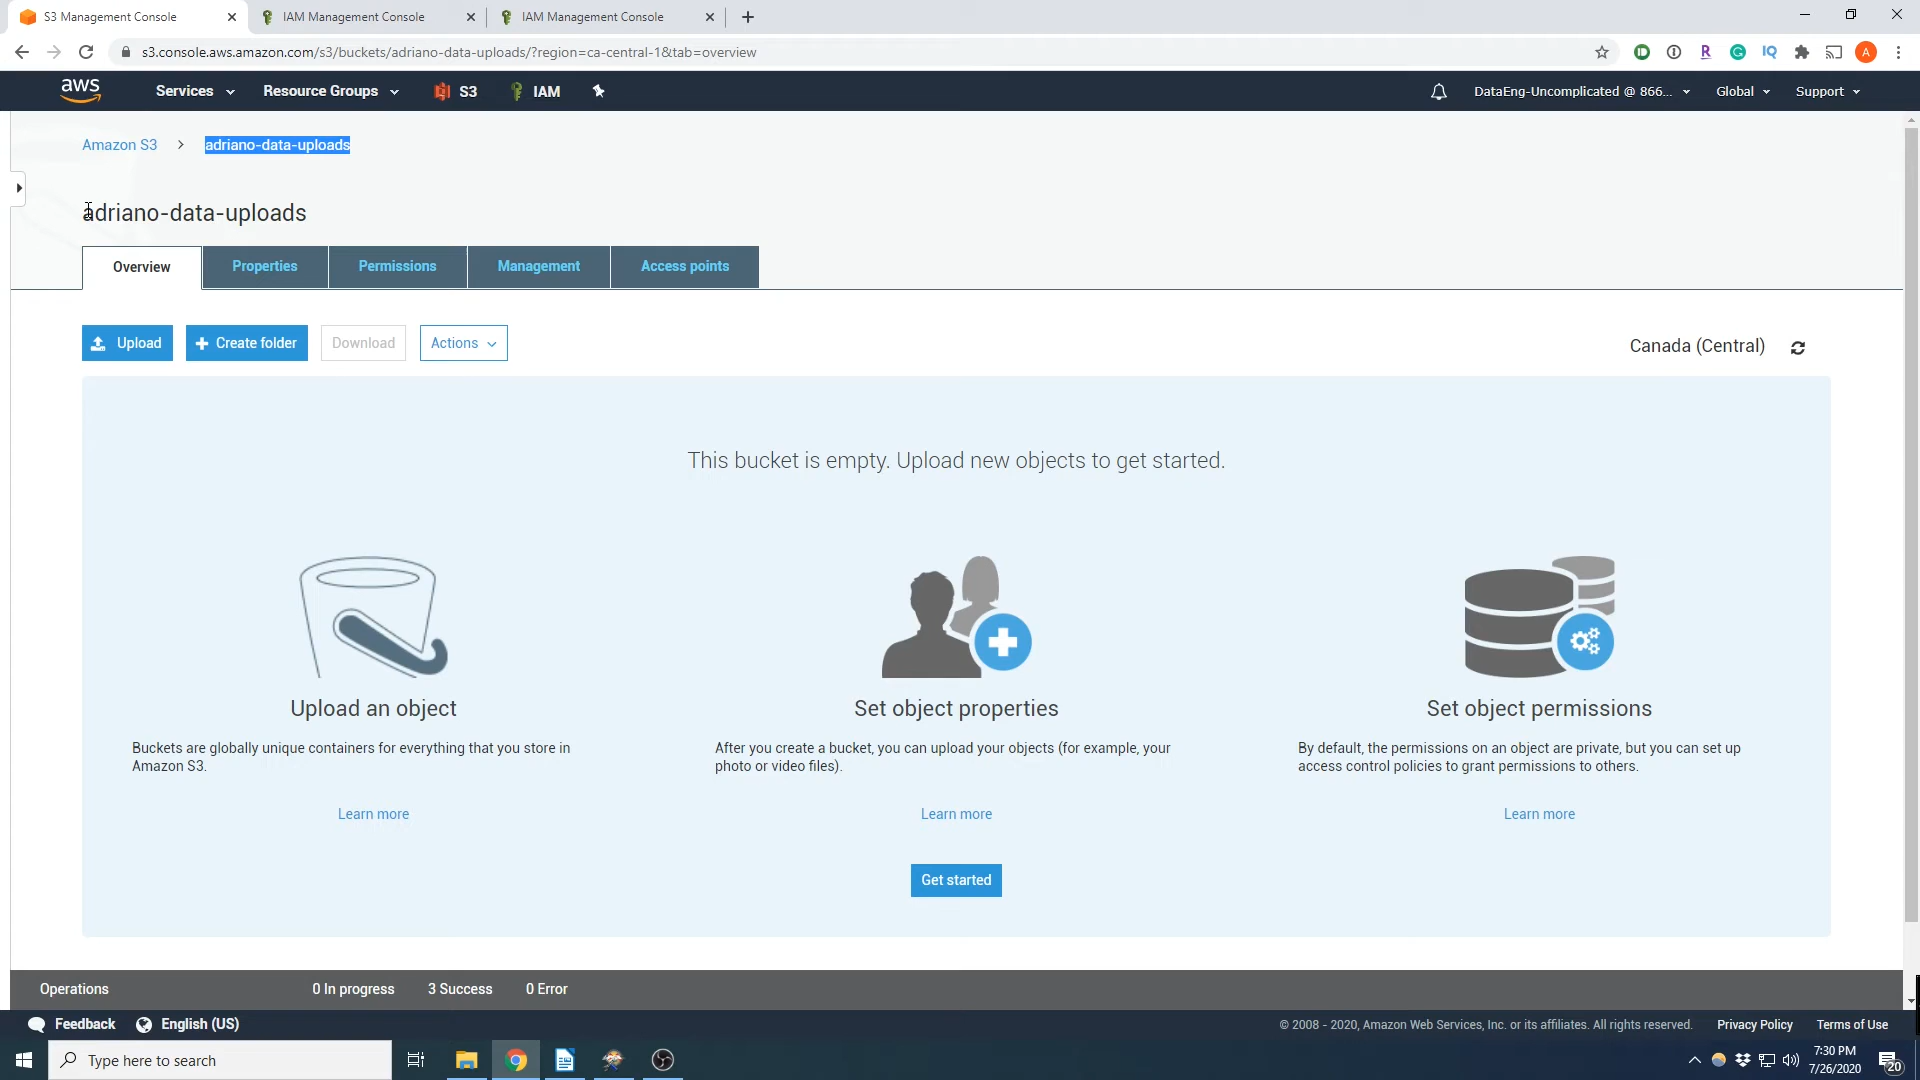 S3 Management Console
IAM Management Console
IAM Management Console
s3.console.aws.amazon.com/s3/buckets/adriano-data-uploads/?region=ca-central-1&tab=overview
aws
Services
Resource Groups
S3
IAM
DataEng-Uncomplicated @ 866...
Global
Support
Amazon S3
adriano-data-uploads
adriano-data-uploads
Overview
Properties
Permissions
Management
Access points
Upload
Create folder
Download
Actions
Canada (Central)
This bucket is empty. Upload new objects to get started.
Upload an object
Buckets are globally unique containers for everything that you store in
Amazon S3.
Learn more
Set object properties
After you create a bucket, you can upload your objects (for example, your
photo or video files).
Learn more
Set object permissions
By default, the permissions on an object are private, but you can set up
access control policies to grant permissions to others.
Learn more
Get started
Operations
0 In progress
3 Success
0 Error
Feedback
English (US)
© 2008 - 2020, Amazon Web Services, Inc. or its affiliates. All rights reserved.
Privacy Policy
Terms of Use
Type here to search
7:30 PM
7/26/2020
20